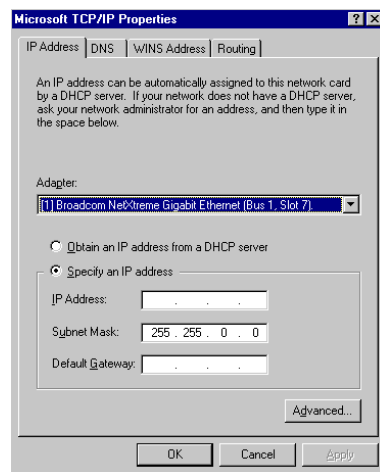 Microsoft TCP/IP Properties
IP Address DNS WINS Address Routing
An IP address can be automatically assigned to this network card
by a DHCP server. If your network does not have a DHCP server,
ask your network administrator for an address, and then type it in
the space below.
Adapter:
[1] Broadcom NetXtreme Gigabit Ethernet (Bus 1, Slot 7).
Obtain an IP address from a DHCP server
Specify an IP address
IP Address: . . .
Subnet Mask: 255 . 255 . 0 . 0
Default Gateway: . . .
Advanced...
OK Cancel Apply